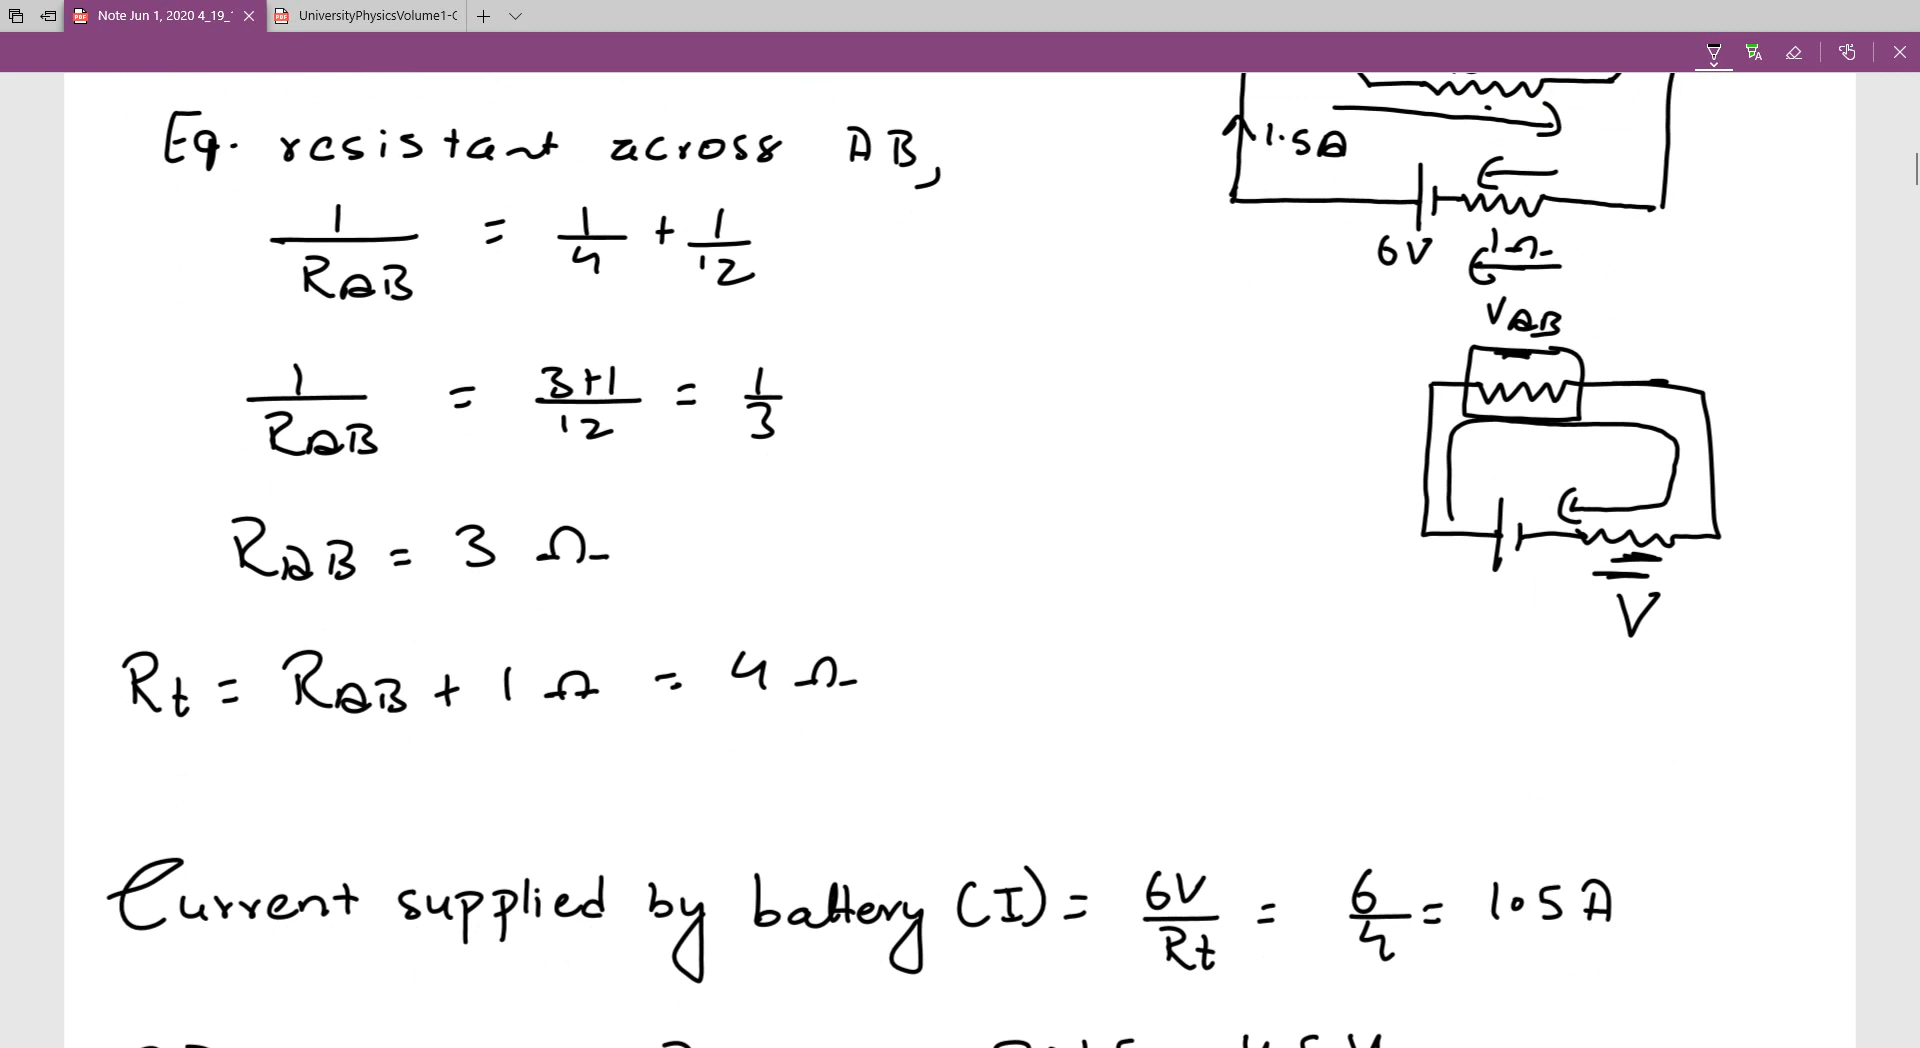 Note Jun 1, 2020 4_19_
UniversityPhysicsVolume1-C
Eq. resistant across AB,
1/RAB = 1/4 + 1/12
1/RAB = 3+1/12 = 1/3
RAB = 3 Ω
Rt = RAB + 1 Ω = 4 Ω
Current supplied by battery (I) = 6V/Rt = 6/4 = 1.5 A
1.5A
6V
1Ω
VAB
V